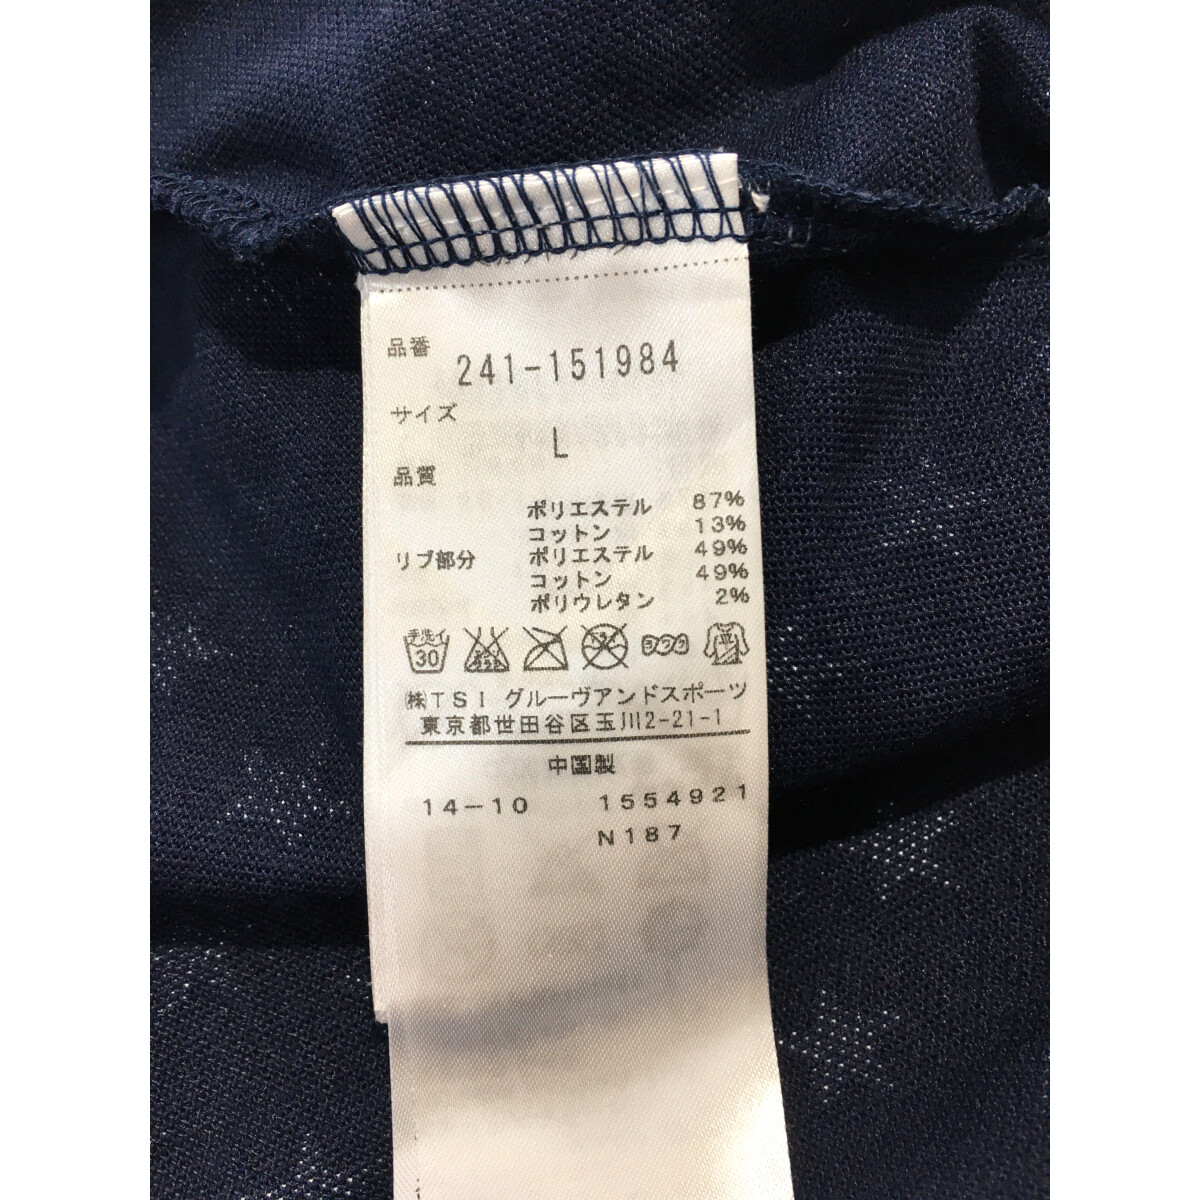 品番
241-151984
サイズ
L
品質
ポリエステル 87%
コットン 13%
リブ部分 ポリエステル 49%
コットン 49%
ポリウレタン 2%
手洗イ
30
㈱TSI グルーヴアンドスポーツ
東京都世田谷区玉川2-21-1
中国製
14-10 1554921
N187